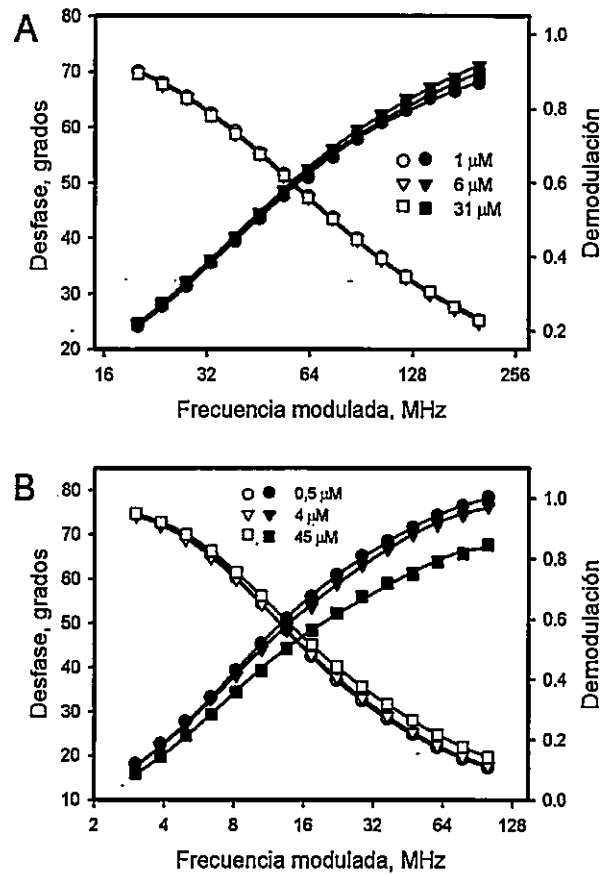 A
80
70
60
50
40
30
20
1.0
0.8
0.6
0.4
0.2
Desfase, grados
Demodulación
1 µM
6 µM
31 µM
16
32
64
128
256
Frecuencia modulada, MHz
B
80
70
60
50
40
30
20
10
1.0
0.8
0.6
0.4
0.2
0.0
Desfase, grados
Demodulación
0,5 µM
4 µM
45 µM
2
4
8
16
32
64
128
Frecuencia modulada, MHz